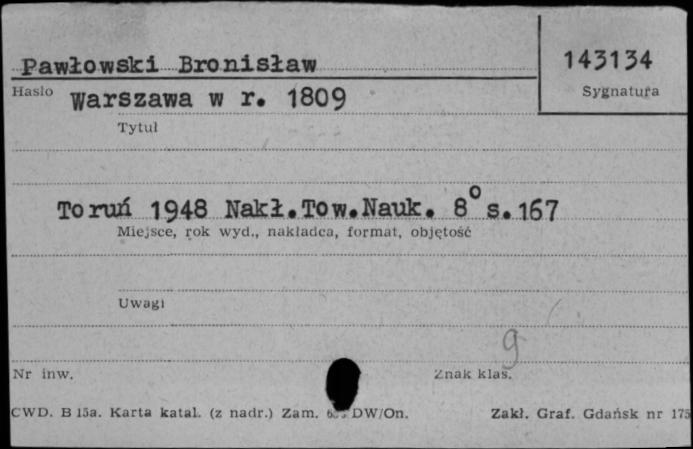 Pawłowski Bronisław
143134
Hasło
Sygnatura
Warszawa w r. 1809
Tytuł
Toruń 1948 Nakł.Tow.Nauk. 8° s.167
Miejsce, rok wyd., nakładca, format, objętość
Uwagi
9
Nr inw.
Znak klas.
CWD. B 15a. Karta katal. (z nadr.) Zam. DW/On.
Zakł. Graf. Gdańsk nr 175